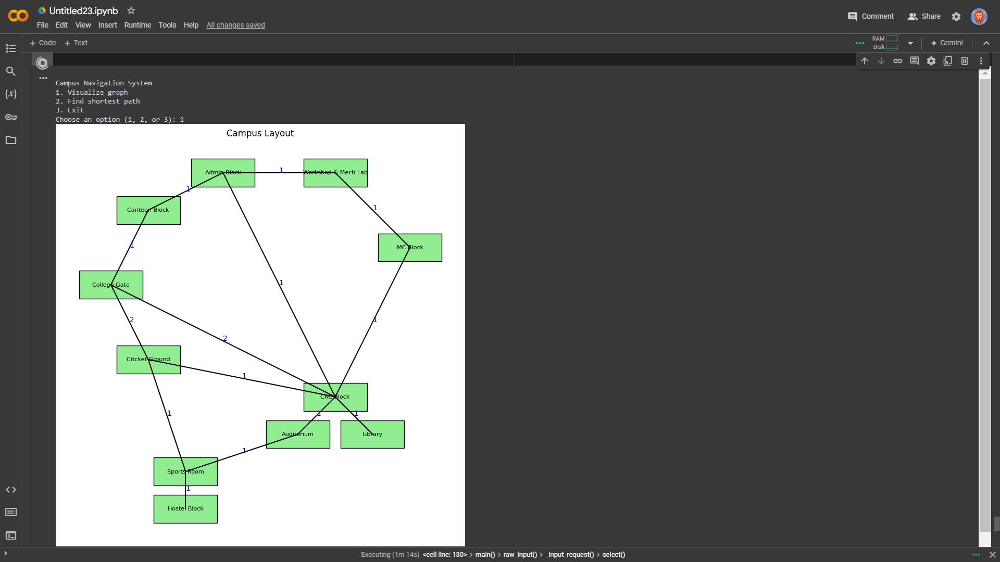 Untitled23.ipynb
File Edit View Insert Runtime Tools Help All changes saved
Comment Share
+ Code + Text
RAM
Disk
Gemini
{x}
Campus Navigation System
1. Visualize graph
2. Find shortest path
3. Exit
Choose an option (1, 2, or 3): 1
Campus Layout
Admin Block 1 Workshop & Mech Lab
1
Canteen Block 1
1 MC Block
College Gate 1
2 1
2
Cricket Ground
1
CRC Block
1 1 1
Auditorium Library
1
Sports Room
1
Hostel Block
Executing (1m 14s) <cell line: 130> > main() > raw_input() > _input_request() > select()